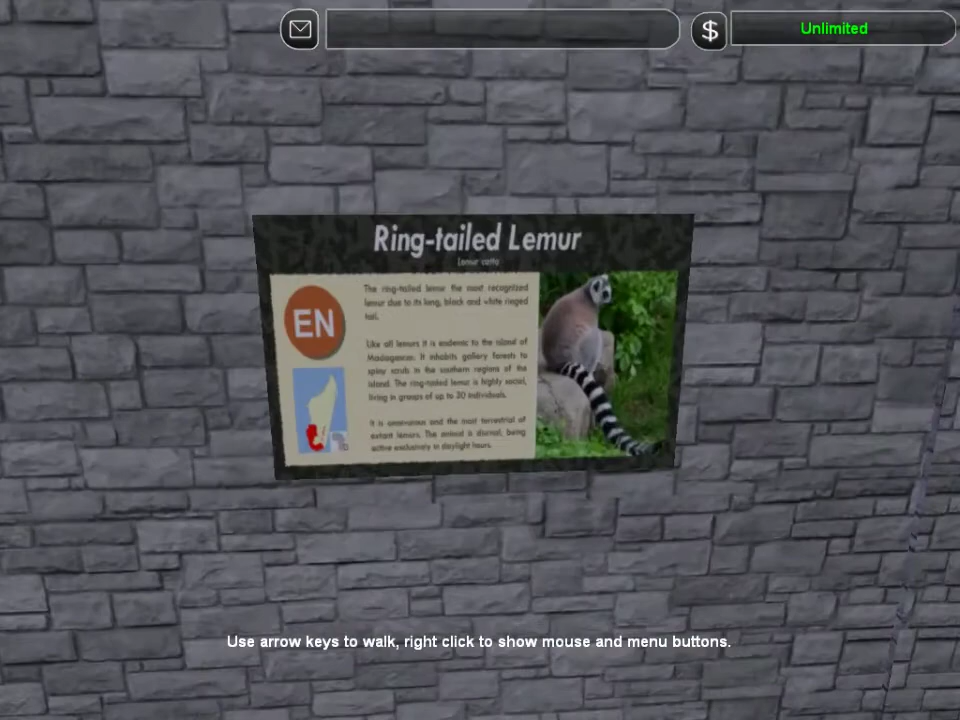 $
Unlimited
Ring-tailed Lemur
Lemur catta
EN
The ring-tailed lemur the most recognized
lemur due to its long, black and white ringed
tail.
Like all lemurs it is endemic to the island of
Madagascar. It inhabits gallery forests to
spiny scrub in the southern regions of the
island. The ring-tailed lemur is highly social,
living in groups of up to 30 individuals.
It is omnivorous and the most terrestrial of
extant lemurs. The animal is diurnal, being
active exclusively in daylight hours.
Use arrow keys to walk, right click to show mouse and menu buttons.